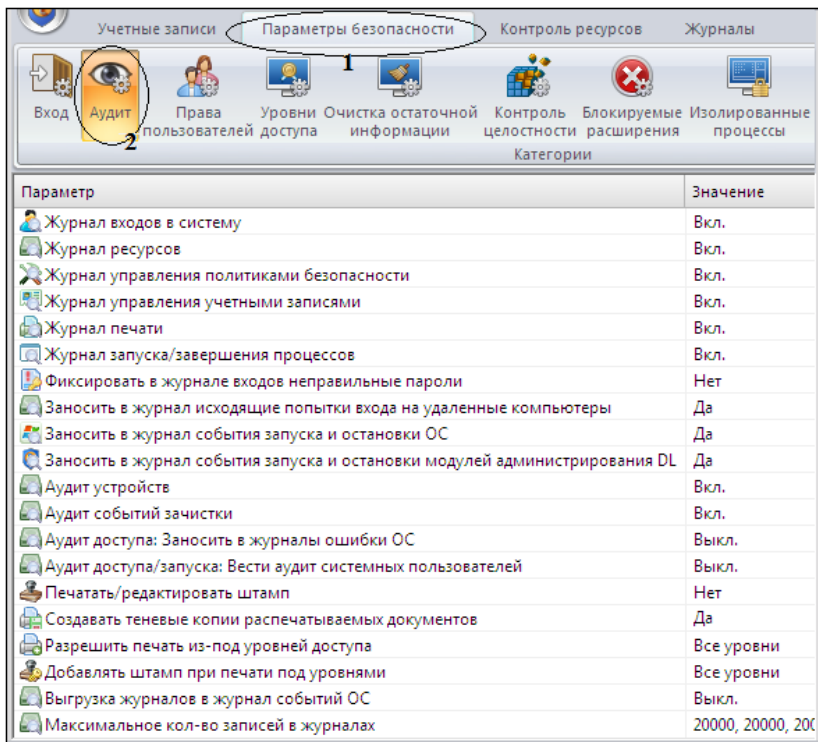 Учетные записи Параметры безопасности Контроль ресурсов Журналы
1
Вход Аудит Права Уровни Очистка остаточной Контроль Блокируемые Изолированные
пользователей доступа информации целостности расширения процессы
2
Категории
Параметр Значение
Журнал входов в систему Вкл.
Журнал ресурсов Вкл.
Журнал управления политиками безопасности Вкл.
Журнал управления учетными записями Вкл.
Журнал печати Вкл.
Журнал запуска/завершения процессов Вкл.
Фиксировать в журнале входов неправильные пароли Нет
Заносить в журнал исходящие попытки входа на удаленные компьютеры Да
Заносить в журнал события запуска и остановки ОС Да
Заносить в журнал события запуска и остановки модулей администрирования DL Да
Аудит устройств Вкл.
Аудит событий зачистки Вкл.
Аудит доступа: Заносить в журналы ошибки ОС Выкл.
Аудит доступа/запуска: Вести аудит системных пользователей Выкл.
Печатать/редактировать штамп Нет
Создавать теневые копии распечатываемых документов Да
Разрешить печать из-под уровней доступа Все уровни
Добавлять штамп при печати под уровнями Все уровни
Выгрузка журналов в журнал событий ОС Выкл.
Максимальное кол-во записей в журналах 20000, 20000, 200